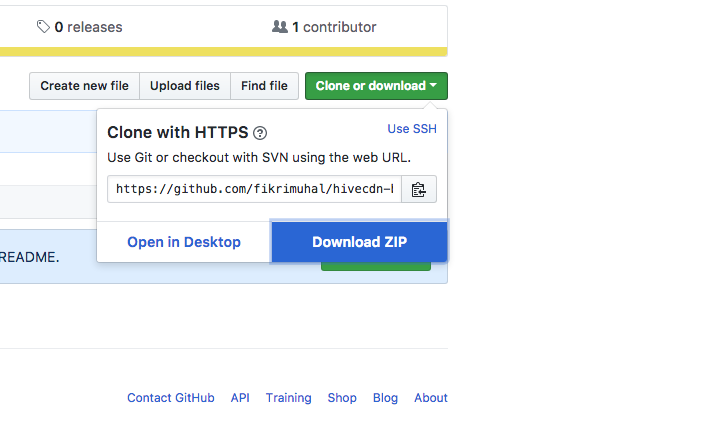 0 releases
1 contributor
Create new file
Upload files
Find file
Clone or download
Clone with HTTPS
Use SSH
Use Git or checkout with SVN using the web URL.
https://github.com/fikrimuhal/hivecdn-
Open in Desktop
Download ZIP
README.
Contact GitHub
API
Training
Shop
Blog
About